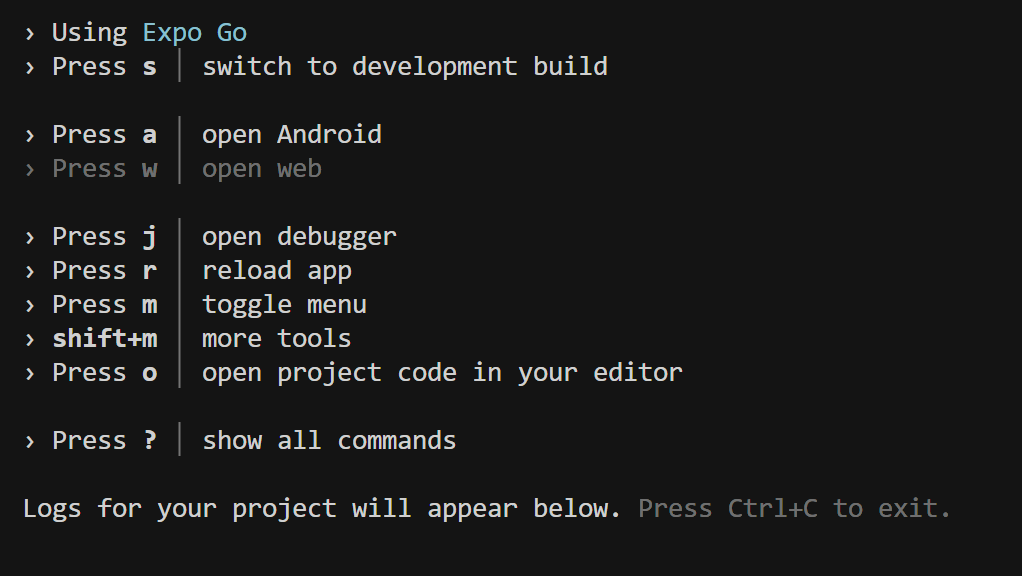 › Using Expo Go
› Press s │ switch to development build
› Press a │ open Android
› Press w │ open web
› Press j │ open debugger
› Press r │ reload app
› Press m │ toggle menu
› shift+m │ more tools
› Press o │ open project code in your editor
› Press ? │ show all commands
Logs for your project will appear below. Press Ctrl+C to exit.